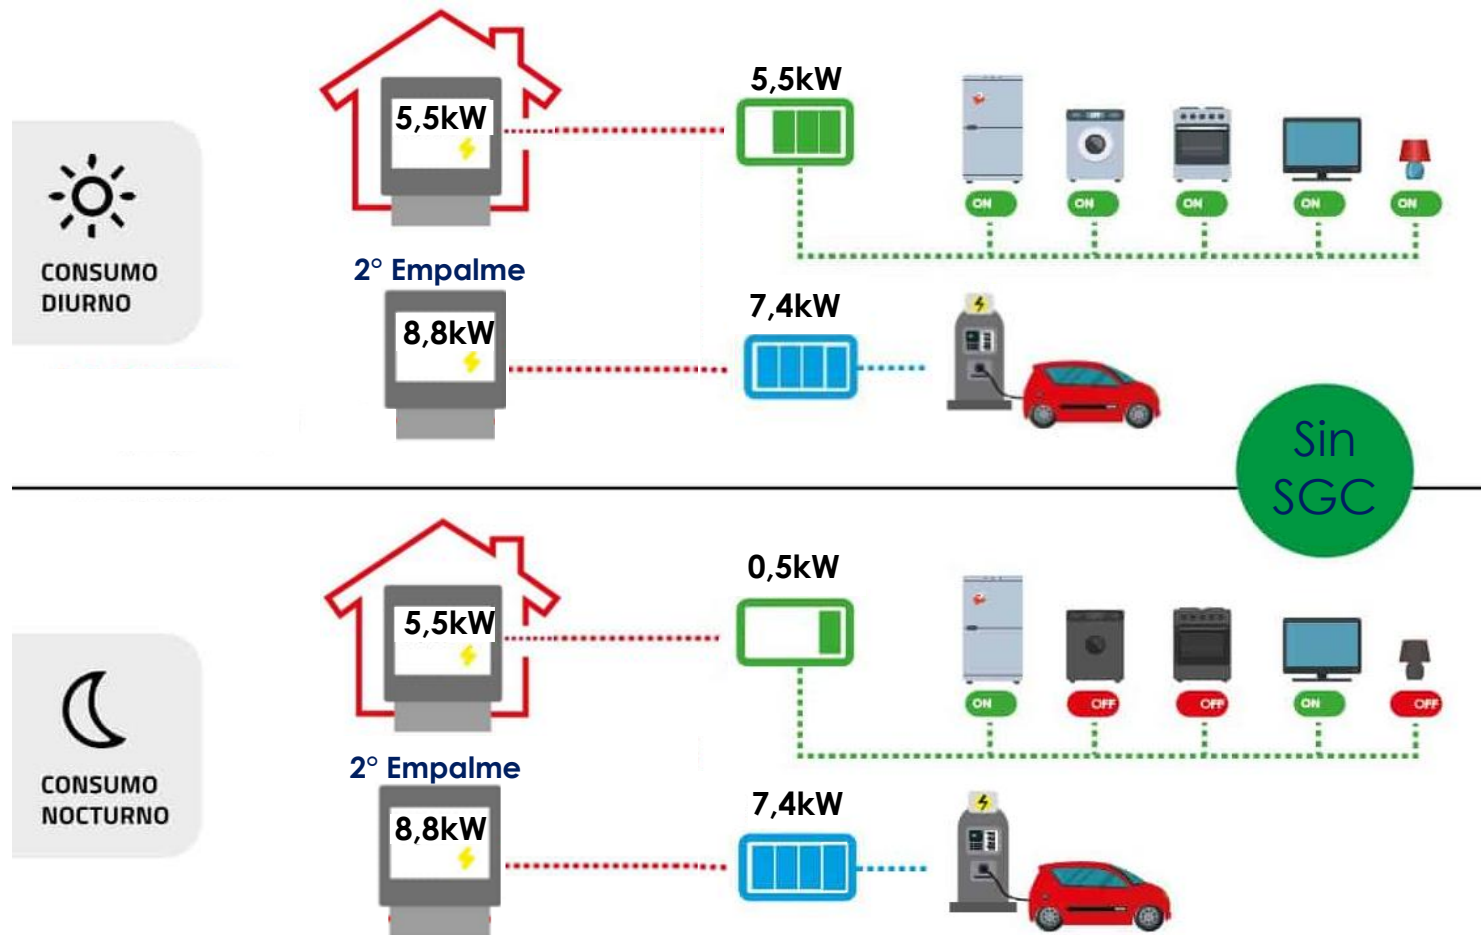 5,5kW
5,5kW
ON
ON
ON
ON
ON
CONSUMO
DIURNO
2° Empalme
8,8kW
7,4kW
Sin
SGC
0,5kW
5,5kW
ON
OFF
OFF
ON
OFF
CONSUMO
NOCTURNO
2° Empalme
8,8kW
7,4kW